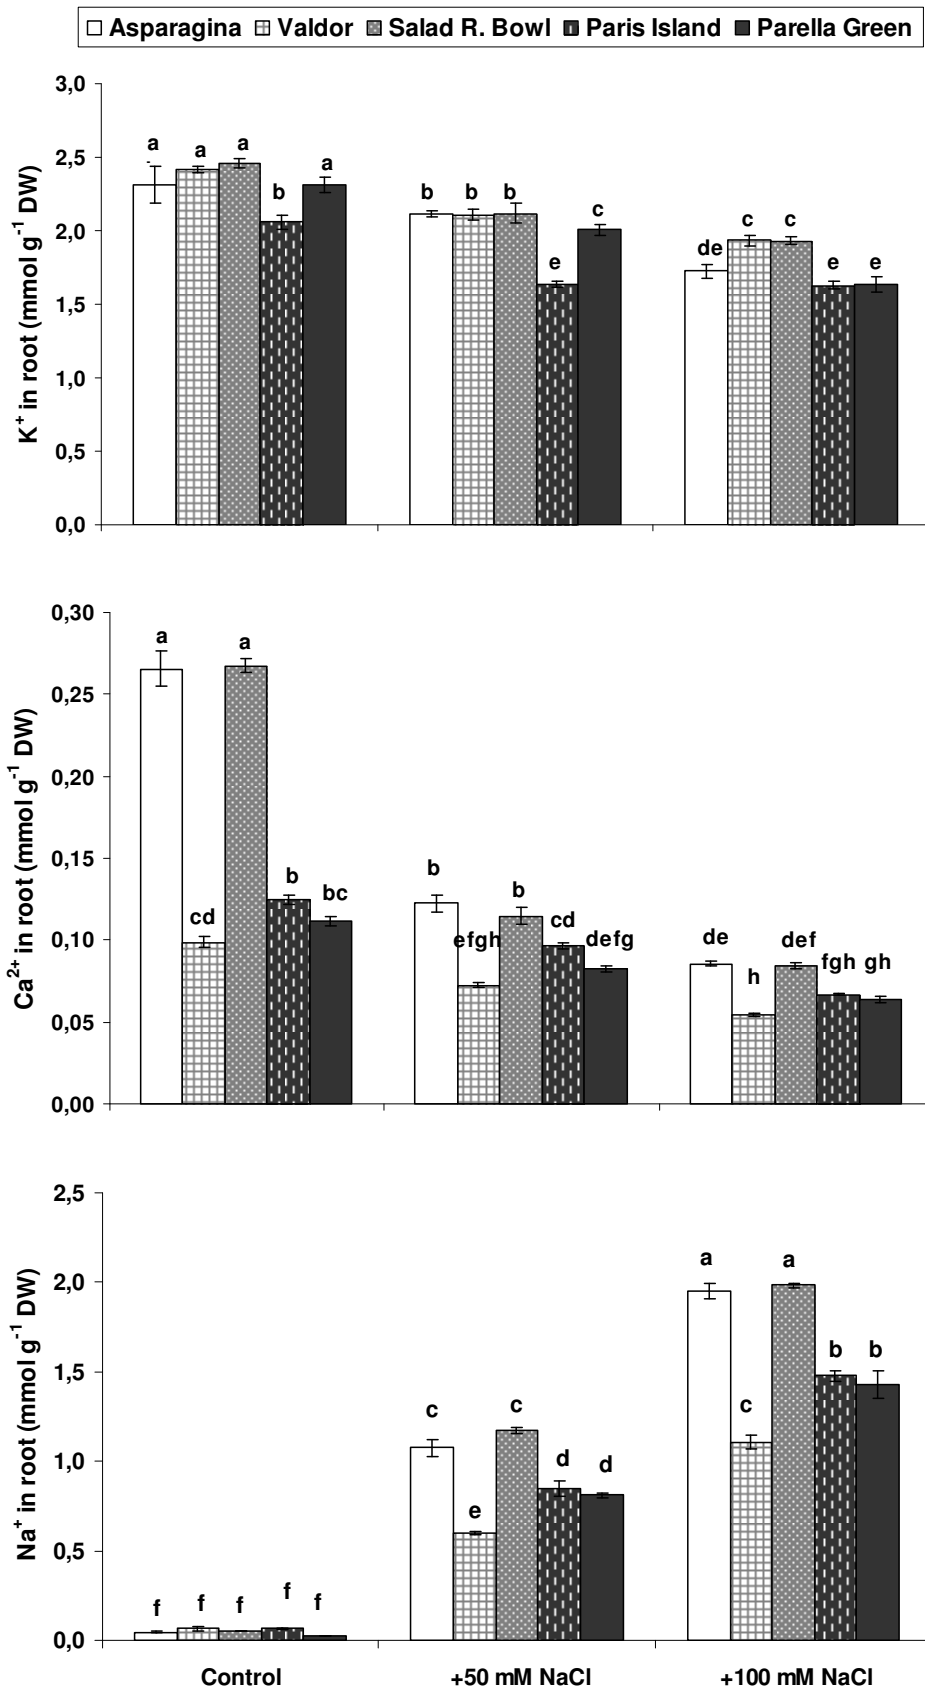 Asparagina Valdor Salad R. Bowl Paris Island Parella Green
K⁺ in root (mmol g⁻¹ DW)
3,0
2,5
2,0
1,5
1,0
0,5
0,0
a a a b a
b b b e c
de c c e e
Ca²⁺ in root (mmol g⁻¹ DW)
0,30
0,25
0,20
0,15
0,10
0,05
0,00
a cd a b bc
b efgh b cd defg
de h def fgh gh
Na⁺ in root (mmol g⁻¹ DW)
2,5
2,0
1,5
1,0
0,5
0,0
f f f f f
c e c d d
a c a b b
Control +50 mM NaCl +100 mM NaCl